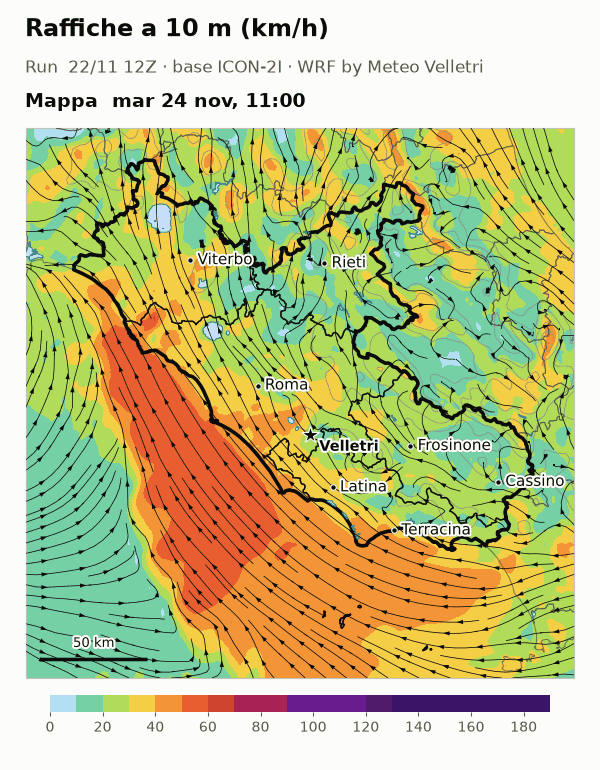 Raffiche a 10 m (km/h)
Run  22/11 12Z · base ICON-2I · WRF by Meteo Velletri
Mappa  mar 24 nov, 11:00
Viterbo
Rieti
Roma
Velletri
Frosinone
Latina
Cassino
Terracina
50 km
0 20 40 60 80 100 120 140 160 180